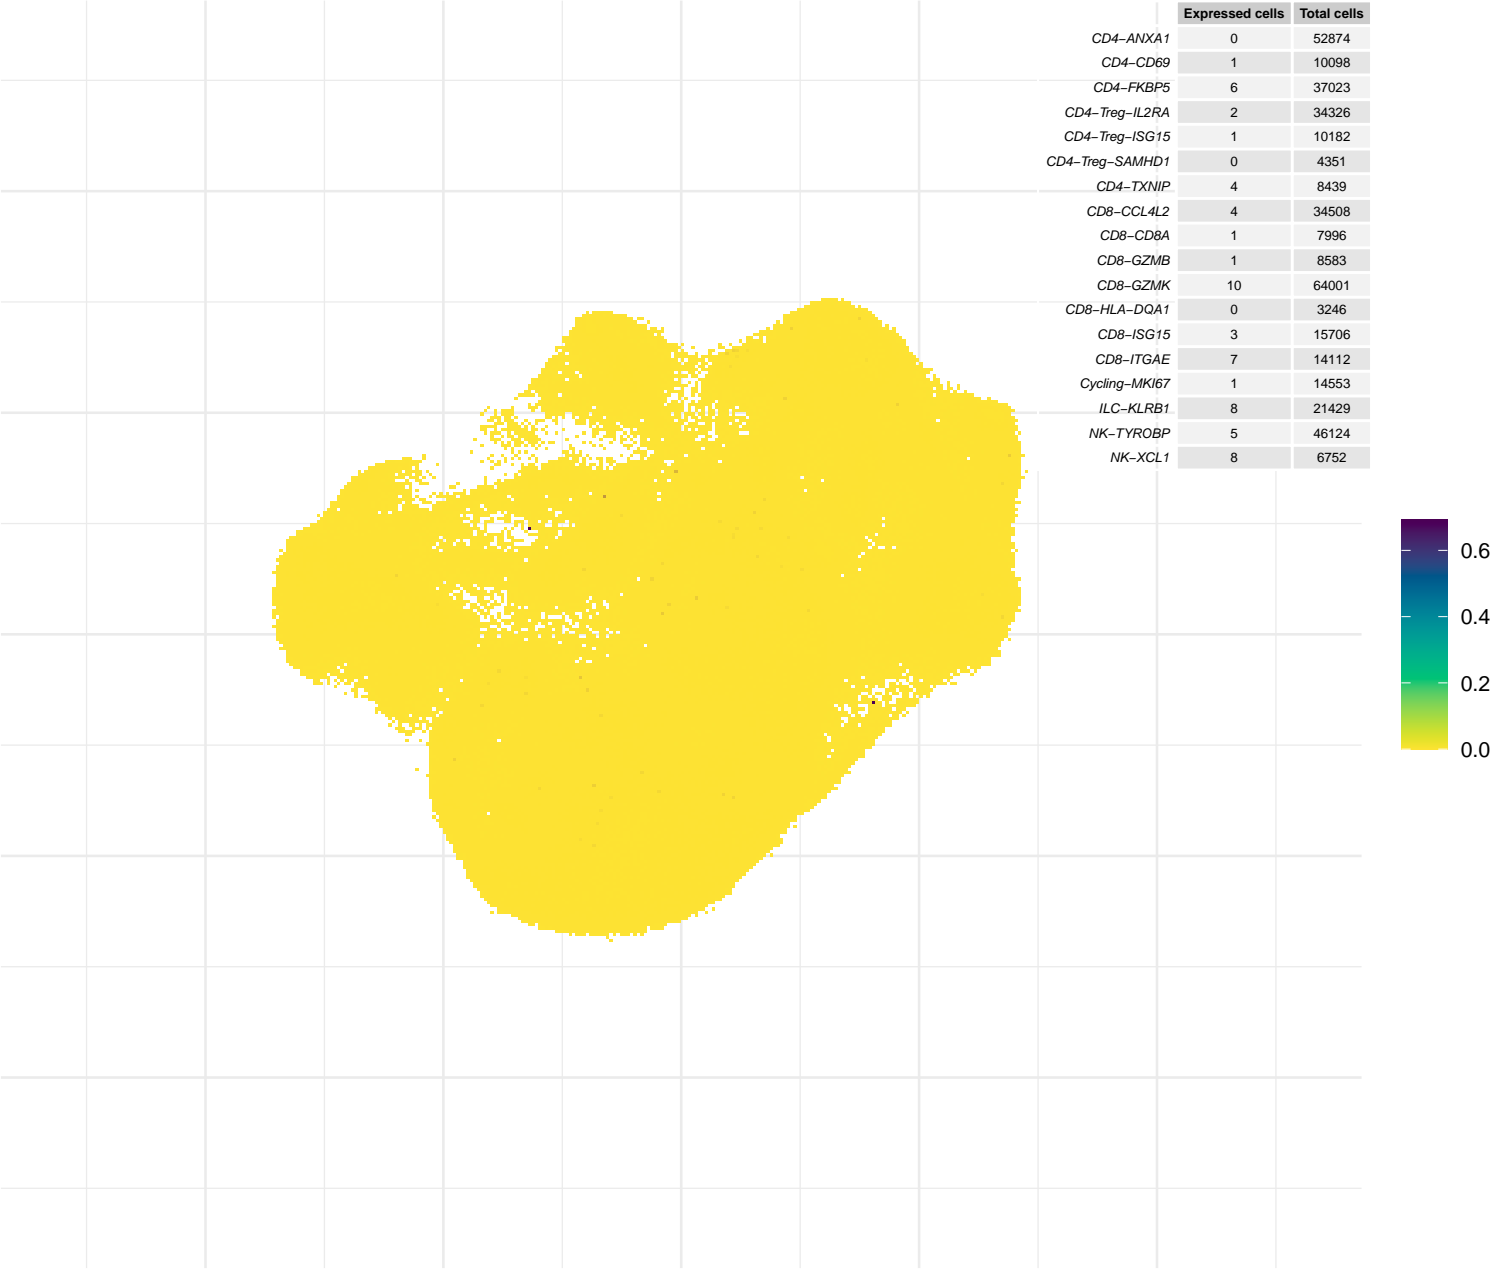 Expressed cells Total cells
CD4−ANXA1 0 52874
CD4−CD69 1 10098
CD4−FKBP5 6 37023
CD4−Treg−IL2RA 2 34326
CD4−Treg−ISG15 1 10182
CD4−Treg−SAMHD1 0 4351
CD4−TXNIP 4 8439
CD8−CCL4L2 4 34508
CD8−CD8A 1 7996
CD8−GZMB 1 8583
CD8−GZMK 10 64001
CD8−HLA−DQA1 0 3246
CD8−ISG15 3 15706
CD8−ITGAE 7 14112
Cycling−MKI67 1 14553
ILC−KLRB1 8 21429
NK−TYROBP 5 46124
NK−XCL1 8 6752
0.6
0.4
0.2
0.0